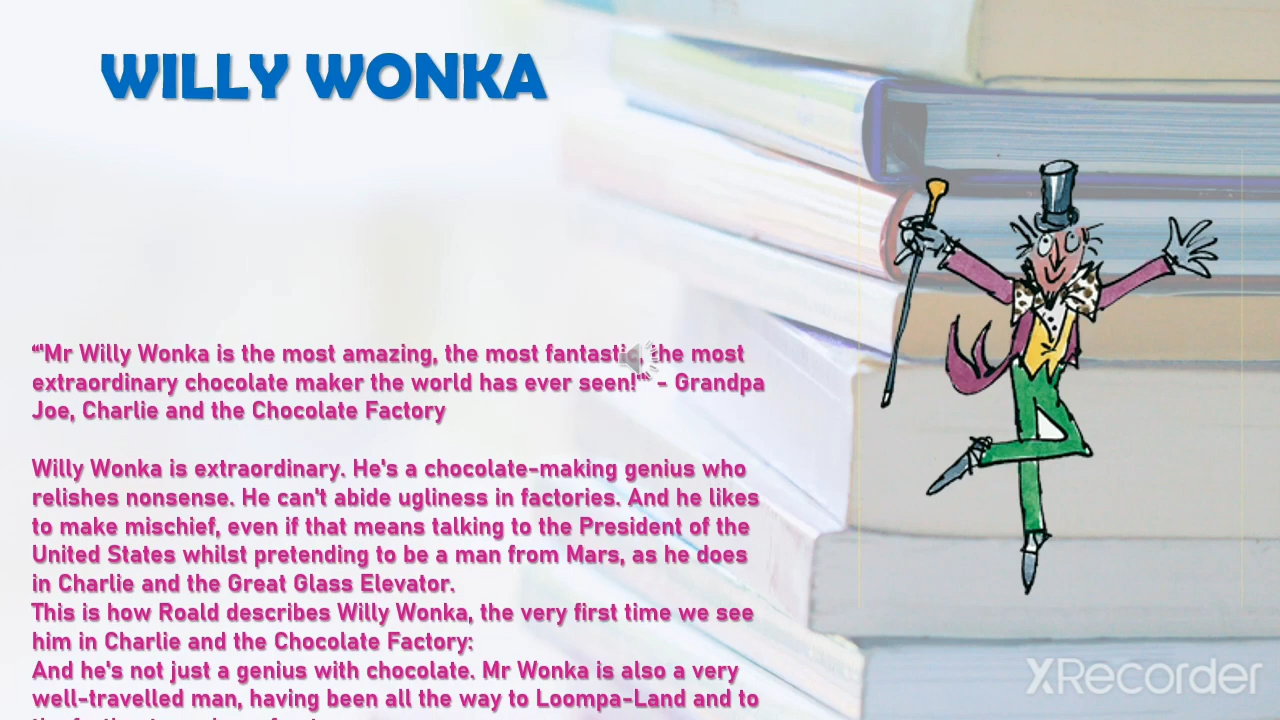 WILLY WONKA
“'Mr Willy Wonka is the most amazing, the most fantastic, the most
extraordinary chocolate maker the world has ever seen!'“ - Grandpa
Joe, Charlie and the Chocolate Factory
Willy Wonka is extraordinary. He's a chocolate-making genius who
relishes nonsense. He can't abide ugliness in factories. And he likes
to make mischief, even if that means talking to the President of the
United States whilst pretending to be a man from Mars, as he does
in Charlie and the Great Glass Elevator.
This is how Roald describes Willy Wonka, the very first time we see
him in Charlie and the Chocolate Factory:
And he's not just a genius with chocolate. Mr Wonka is also a very
well-travelled man, having been all the way to Loompa-Land and to
XRecorder